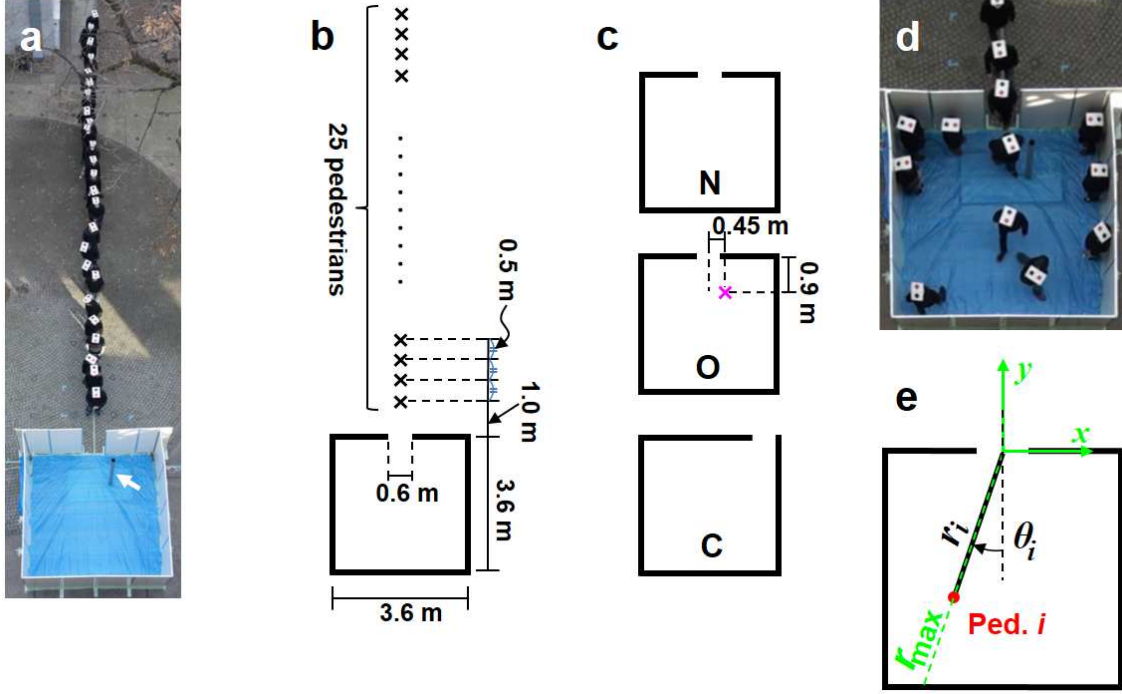 a
b
25 pedestrians
0.5 m
1.0 m
0.6 m
3.6 m
3.6 m
c
N
0.45 m
0.9 m
O
C
d
e
y
x
r_i
θ_i
r_max
Ped. i